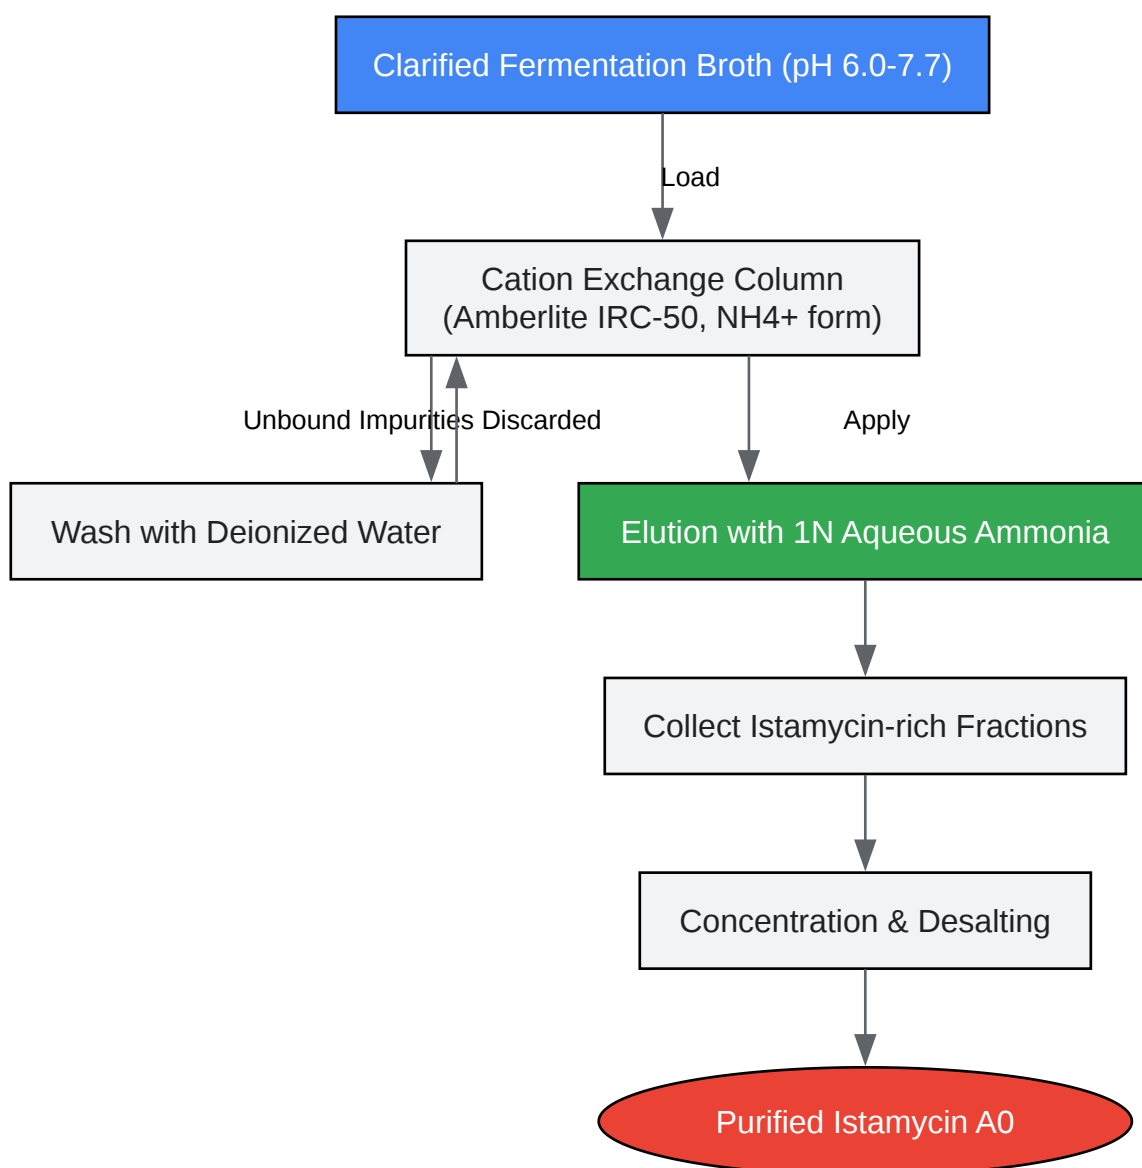 Clarified Fermentation Broth (pH 6.0-7.7)
Load
Cation Exchange Column
(Amberlite IRC-50, NH4+ form)
Unbound Impurities Discarded
Apply
Wash with Deionized Water
Elution with 1N Aqueous Ammonia
Collect Istamycin-rich Fractions
Concentration & Desalting
Purified Istamycin A0